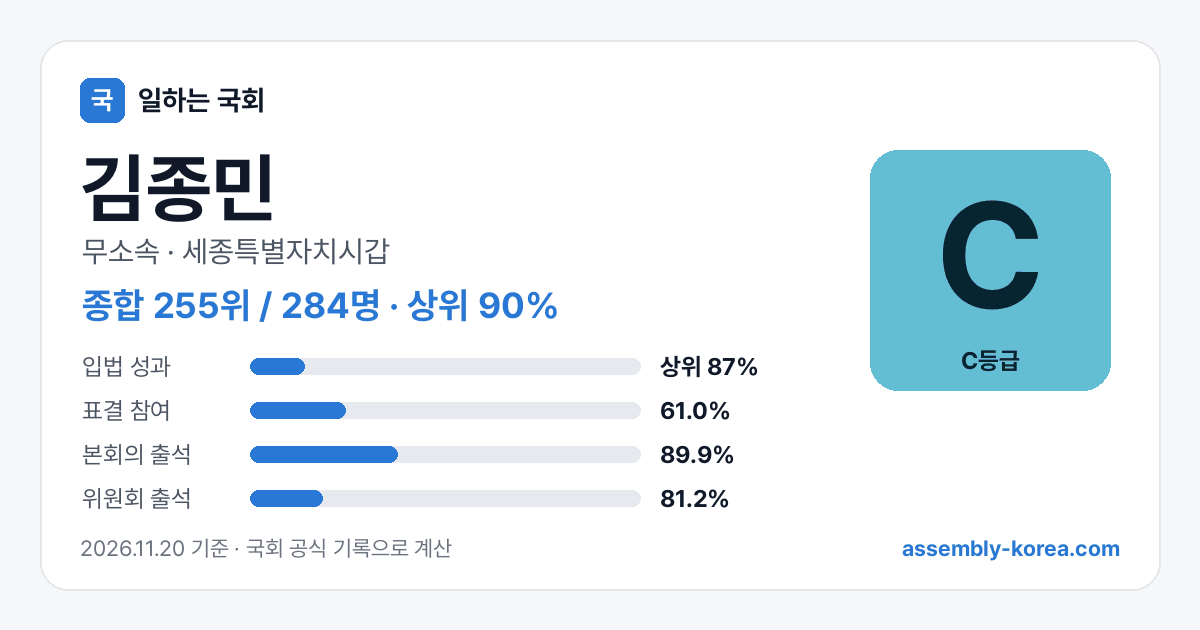 국 일하는 국회
김종민
무소속 · 세종특별자치시갑
종합 255위 / 284명 · 상위 90%
C
C등급
입법 성과 상위 87%
표결 참여 61.0%
본회의 출석 89.9%
위원회 출석 81.2%
2026.11.20 기준 · 국회 공식 기록으로 계산
assembly-korea.com